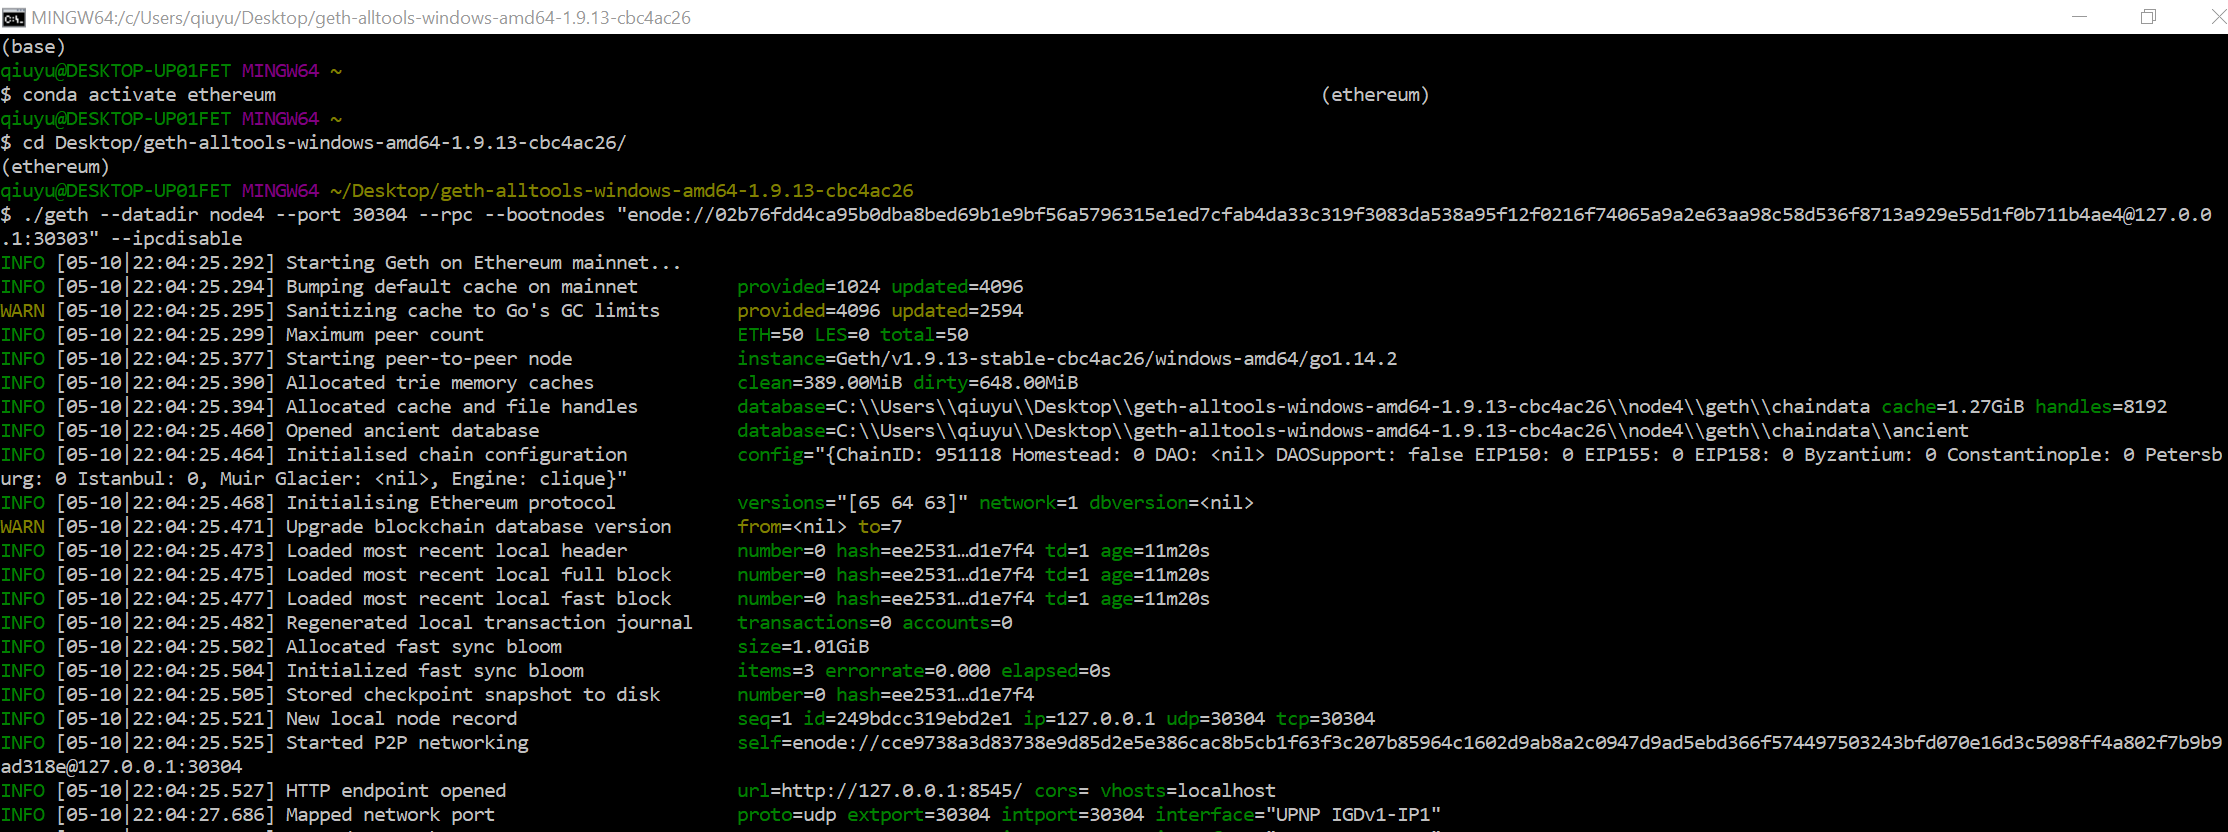 MINGW64:/c/Users/qiuyu/Desktop/geth-alltools-windows-amd64-1.9.13-cbc4ac26
(base)
qiuyu@DESKTOP-UP01FET MINGW64 ~
$ conda activate ethereum (ethereum)
qiuyu@DESKTOP-UP01FET MINGW64 ~
$ cd Desktop/geth-alltools-windows-amd64-1.9.13-cbc4ac26/
(ethereum)
qiuyu@DESKTOP-UP01FET MINGW64 ~/Desktop/geth-alltools-windows-amd64-1.9.13-cbc4ac26
$ ./geth --datadir node4 --port 30304 --rpc --bootnodes "enode://02b76fdd4ca95b0dba8bed69b1e9bf56a5796315e1ed7cfab4da33c319f3083da538a95f12f0216f74065a9a2e63aa98c58d536f8713a929e55d1f0b711b4ae4@127.0.0
.1:30303" --ipcdisable
INFO [05-10|22:04:25.292] Starting Geth on Ethereum mainnet...
INFO [05-10|22:04:25.294] Bumping default cache on mainnet provided=1024 updated=4096
WARN [05-10|22:04:25.295] Sanitizing cache to Go's GC limits provided=4096 updated=2594
INFO [05-10|22:04:25.299] Maximum peer count ETH=50 LES=0 total=50
INFO [05-10|22:04:25.377] Starting peer-to-peer node instance=Geth/v1.9.13-stable-cbc4ac26/windows-amd64/go1.14.2
INFO [05-10|22:04:25.390] Allocated trie memory caches clean=389.00MiB dirty=648.00MiB
INFO [05-10|22:04:25.394] Allocated cache and file handles database=C:\\Users\\qiuyu\\Desktop\\geth-alltools-windows-amd64-1.9.13-cbc4ac26\\node4\\geth\\chaindata cache=1.27GiB handles=8192
INFO [05-10|22:04:25.460] Opened ancient database database=C:\\Users\\qiuyu\\Desktop\\geth-alltools-windows-amd64-1.9.13-cbc4ac26\\node4\\geth\\chaindata\\ancient
INFO [05-10|22:04:25.464] Initialised chain configuration config="{ChainID: 951118 Homestead: 0 DAO: <nil> DAOSupport: false EIP150: 0 EIP155: 0 EIP158: 0 Byzantium: 0 Constantinople: 0 Petersb
urg: 0 Istanbul: 0, Muir Glacier: <nil>, Engine: clique}"
INFO [05-10|22:04:25.468] Initialising Ethereum protocol versions="[65 64 63]" network=1 dbversion=<nil>
WARN [05-10|22:04:25.471] Upgrade blockchain database version from=<nil> to=7
INFO [05-10|22:04:25.473] Loaded most recent local header number=0 hash=ee2531…d1e7f4 td=1 age=11m20s
INFO [05-10|22:04:25.475] Loaded most recent local full block number=0 hash=ee2531…d1e7f4 td=1 age=11m20s
INFO [05-10|22:04:25.477] Loaded most recent local fast block number=0 hash=ee2531…d1e7f4 td=1 age=11m20s
INFO [05-10|22:04:25.482] Regenerated local transaction journal transactions=0 accounts=0
INFO [05-10|22:04:25.502] Allocated fast sync bloom size=1.01GiB
INFO [05-10|22:04:25.504] Initialized fast sync bloom items=3 errorrate=0.000 elapsed=0s
INFO [05-10|22:04:25.505] Stored checkpoint snapshot to disk number=0 hash=ee2531…d1e7f4
INFO [05-10|22:04:25.521] New local node record seq=1 id=249bdcc319ebd2e1 ip=127.0.0.1 udp=30304 tcp=30304
INFO [05-10|22:04:25.525] Started P2P networking self=enode://cce9738a3d83738e9d85d2e5e386cac8b5cb1f63f3c207b85964c1602d9ab8a2c0947d9ad5ebd366f574497503243bfd070e16d3c5098ff4a802f7b9b9
ad318e@127.0.0.1:30304
INFO [05-10|22:04:25.527] HTTP endpoint opened url=http://127.0.0.1:8545/ cors= vhosts=localhost
INFO [05-10|22:04:27.686] Mapped network port proto=udp extport=30304 intport=30304 interface="UPNP IGDv1-IP1"